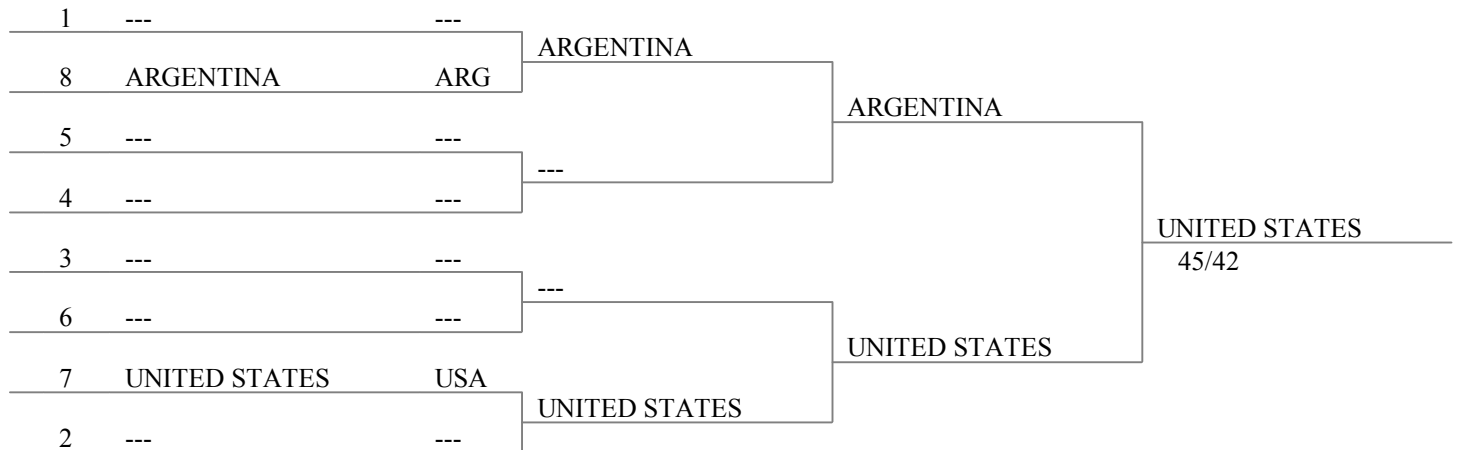 1 --- ---
ARGENTINA
8 ARGENTINA ARG
ARGENTINA
5 --- ---
---
4 --- ---
UNITED STATES
45/42
3 --- ---
---
6 --- ---
UNITED STATES
7 UNITED STATES USA
UNITED STATES
2 --- ---